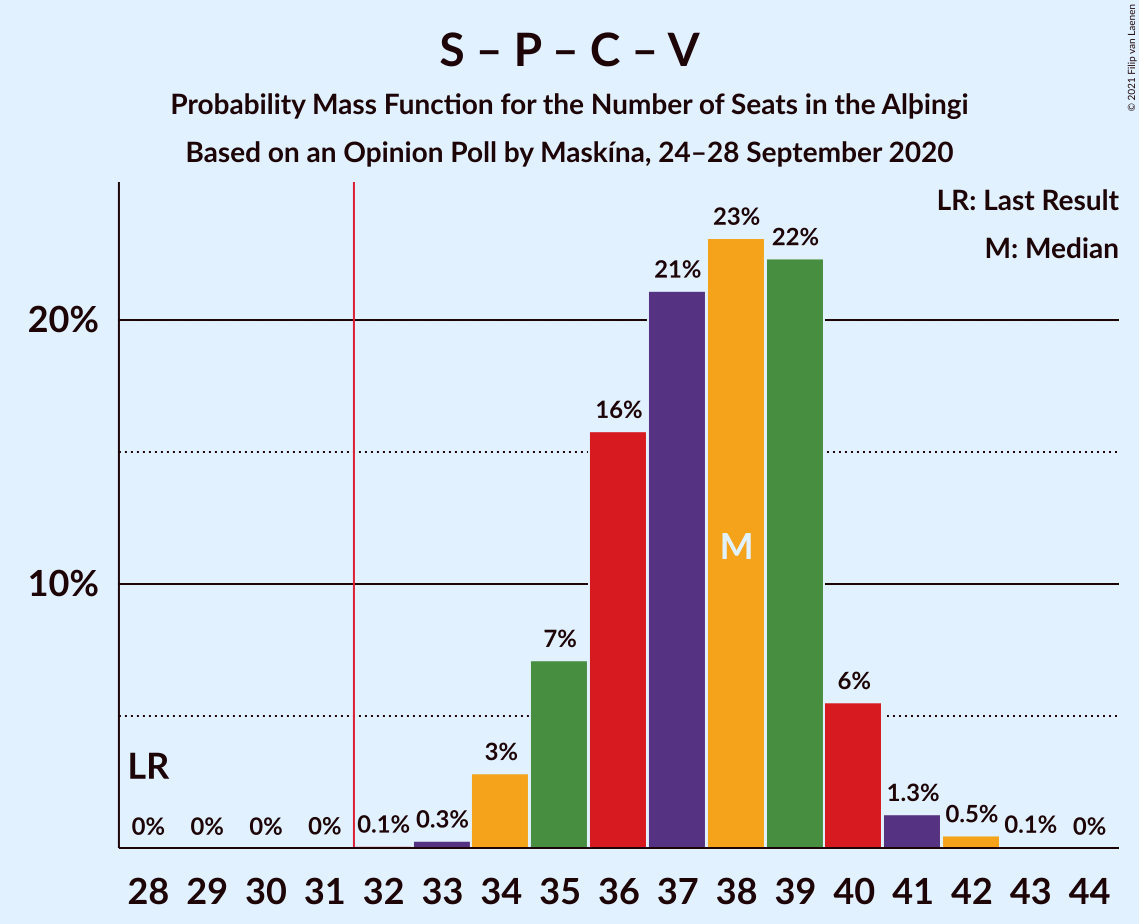 S – P – C – V
Probability Mass Function for the Number of Seats in the Alþingi
Based on an Opinion Poll by Maskína, 24–28 September 2020
© 2021 Filip van Laenen
LR: Last Result
M: Median
20%
10%
LR
M
0%
0%
0%
0%
0.1%
0.3%
3%
7%
16%
21%
23%
22%
6%
1.3%
0.5%
0.1%
0%
28 29 30 31 32 33 34 35 36 37 38 39 40 41 42 43 44